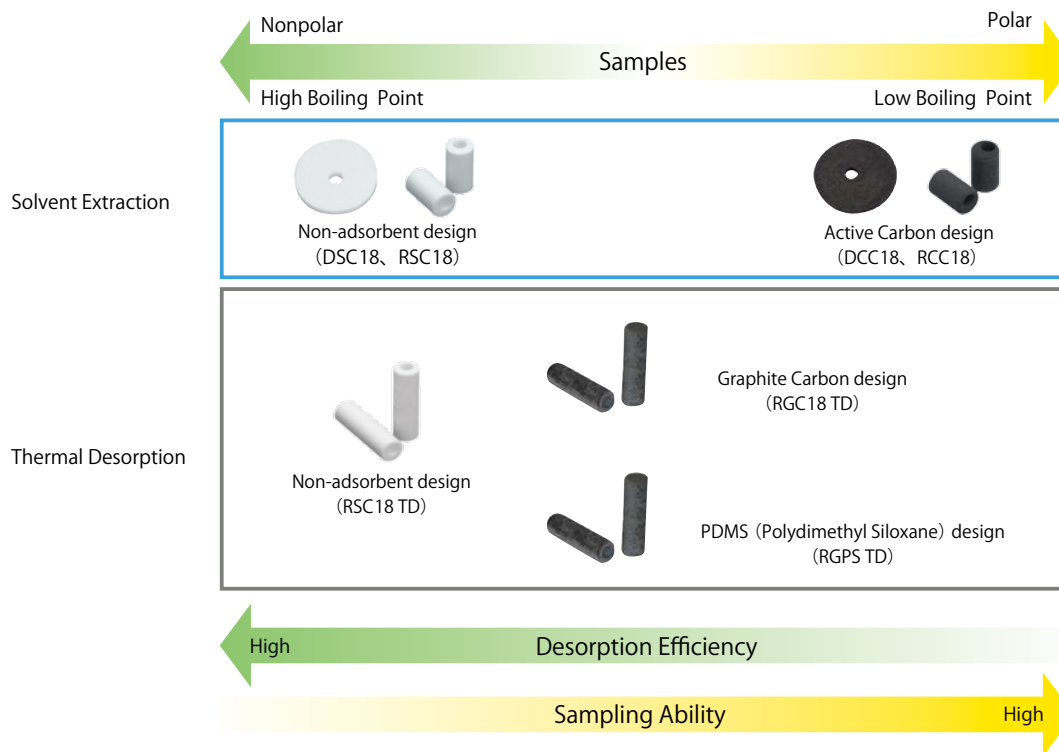 Nonpolar
Polar
Samples
High Boiling Point
Low Boiling Point
Solvent Extraction
Non-adsorbent design
（DSC18、RSC18）
Active Carbon design
（DCC18、RCC18）
Graphite Carbon design
（RGC18 TD）
Thermal Desorption
Non-adsorbent design
（RSC18 TD）
PDMS（Polydimethyl Siloxane）design
（RGPS TD）
High
Desorption Efficiency
Sampling Ability
High